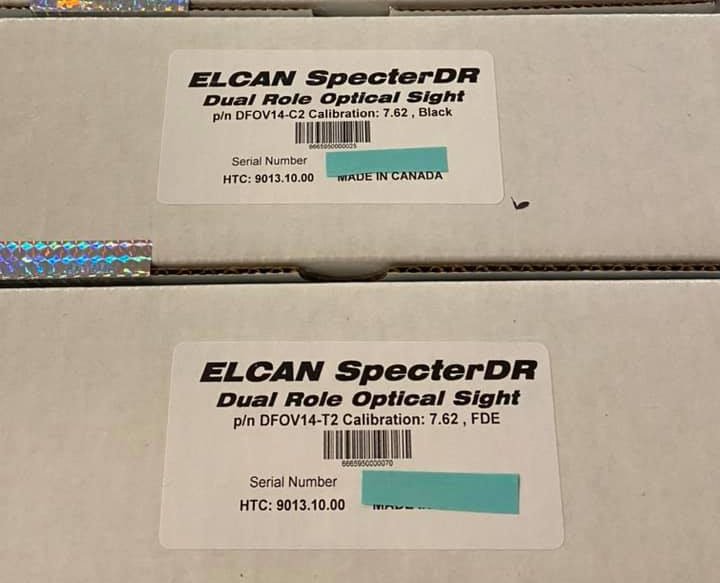 ELCAN SpecterDR
Dual Role Optical Sight
p/n DFOV14-C2 Calibration: 7.62 , Black
6665950000025
Serial Number
HTC: 9013.10.00 MADE IN CANADA
ELCAN SpecterDR
Dual Role Optical Sight
p/n DFOV14-T2 Calibration: 7.62 , FDE
6665950000070
Serial Number
HTC: 9013.10.00